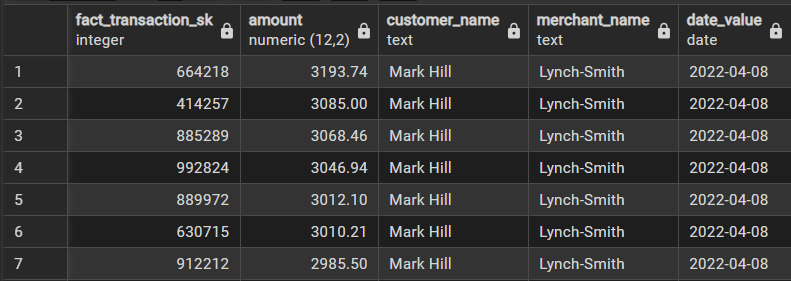 fact_transaction_sk amount customer_name merchant_name date_value
integer numeric (12,2) text text date
1 664218 3193.74 Mark Hill Lynch-Smith 2022-04-08
2 414257 3085.00 Mark Hill Lynch-Smith 2022-04-08
3 885289 3068.46 Mark Hill Lynch-Smith 2022-04-08
4 992824 3046.94 Mark Hill Lynch-Smith 2022-04-08
5 889972 3012.10 Mark Hill Lynch-Smith 2022-04-08
6 630715 3010.21 Mark Hill Lynch-Smith 2022-04-08
7 912212 2985.50 Mark Hill Lynch-Smith 2022-04-08